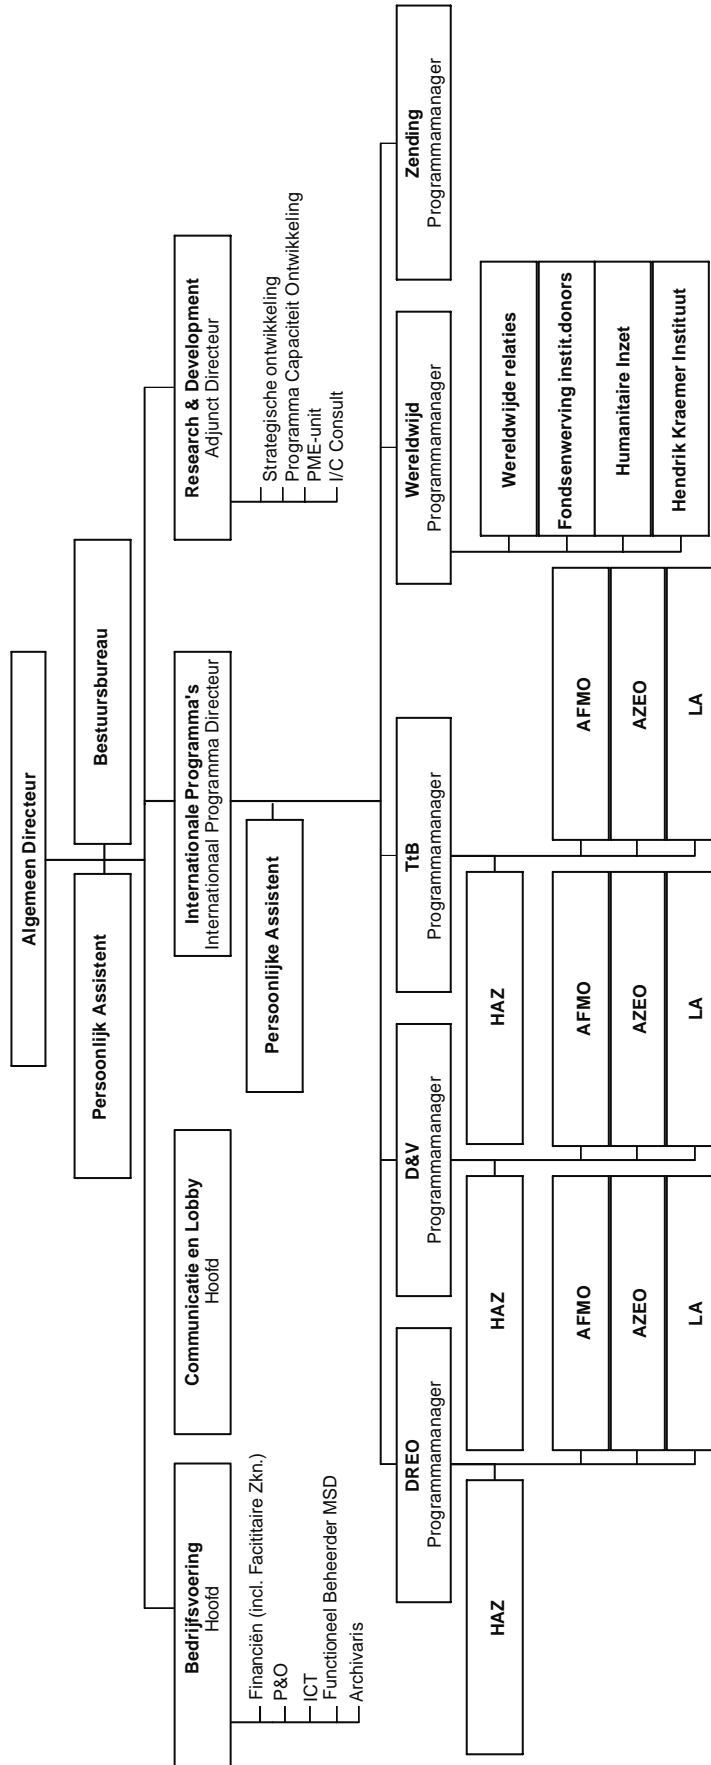 Algemeen Directeur
Persoonlijk Assistent
Bestuursbureau
Bedrijfsvoering
Hoofd
Financiën (incl. Facititaire Zkn.)
P&O
ICT
Functioneel Beheerder MSD
Archivaris
Communicatie en Lobby
Hoofd
Internationale Programma's
Internationaal Programma Directeur
Persoonlijke Assistent
Research & Development
Adjunct Directeur
Strategische ontwikkeling
Programma Capaciteit Ontwikkeling
PME-unit
I/C Consult
DREO
Programmamanager
HAZ
AFMO
AZEO
LA
D&V
Programmamanager
HAZ
AFMO
AZEO
LA
TtB
Programmamanager
HAZ
AFMO
AZEO
LA
Wereldwijd
Programmamanager
Wereldwijde relaties
Fondsenwerving instit.donors
Humanitaire Inzet
Hendrik Kraemer Instituut
Zending
Programmamanager